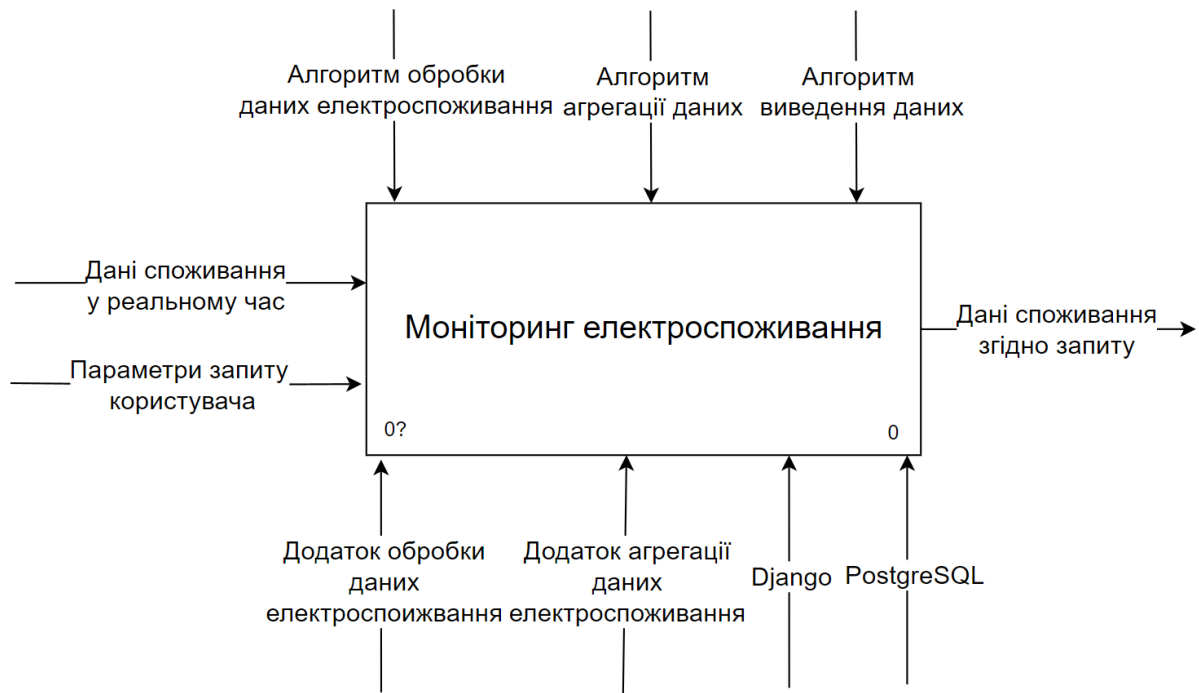 Алгоритм обробки
даних електроспоживання
Алгоритм
агрегації даних
Алгоритм
виведення даних
Дані споживання
у реальному час
Параметри запиту
користувача
Моніторинг електроспоживання
0?
0
Дані споживання
згідно запиту
Додаток обробки
даних
електроспоижвання
Додаток агрегації
даних
електроспоживання
Django
PostgreSQL